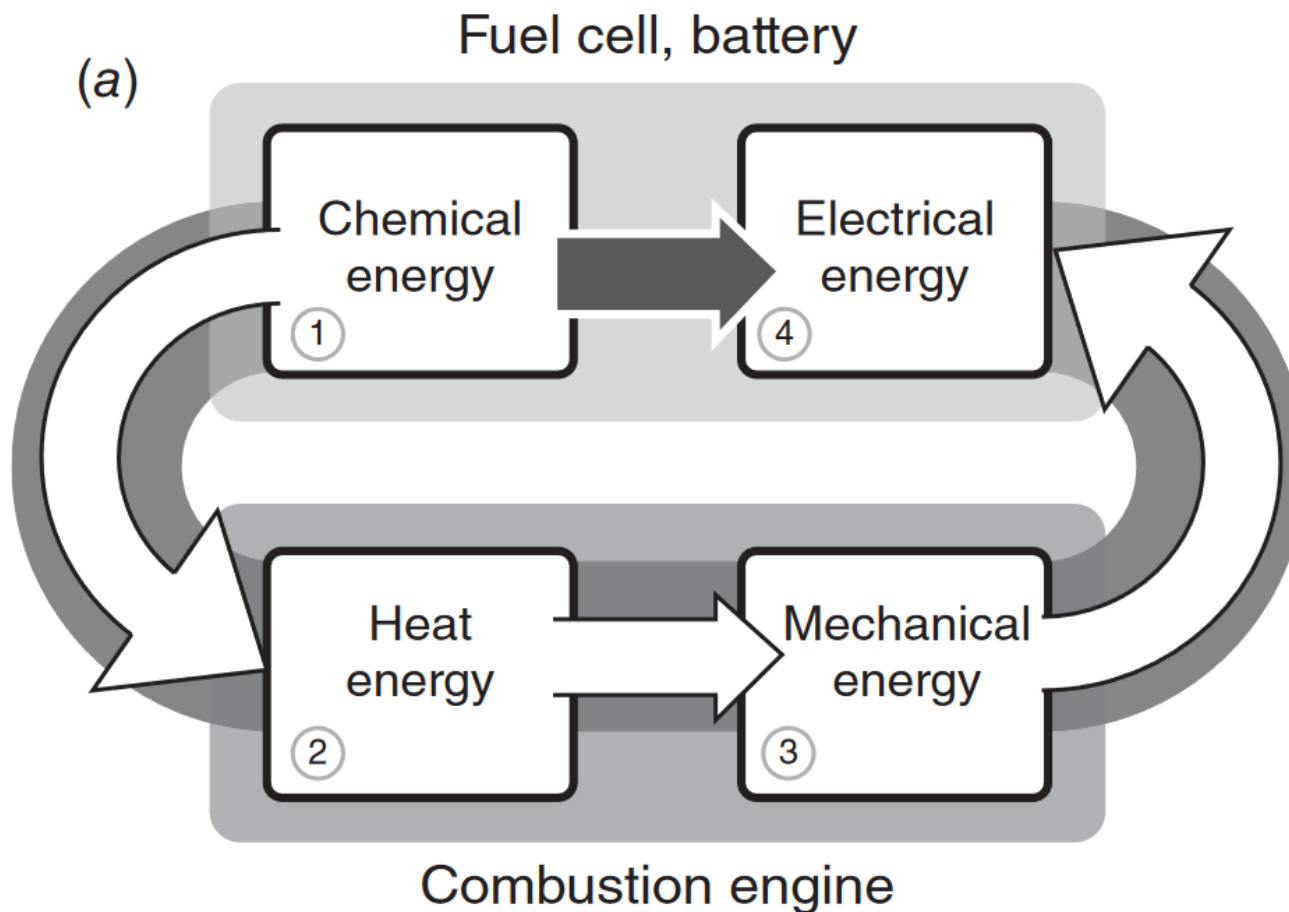 Fuel cell, battery
(a)
Chemical
energy
1
Electrical
energy
4
Heat
energy
2
Mechanical
energy
3
Combustion engine